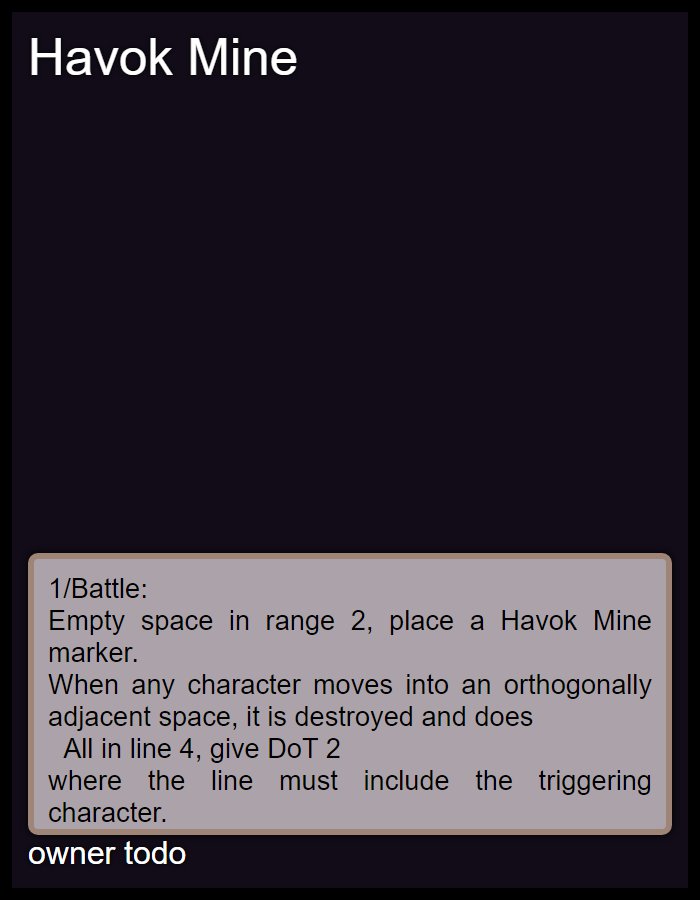 Havok Mine
1/Battle:
Empty space in range 2, place a Havok Mine
marker.
When any character moves into an orthogonally
adjacent space, it is destroyed and does
All in line 4, give DoT 2
where the line must include the triggering
character.
owner todo